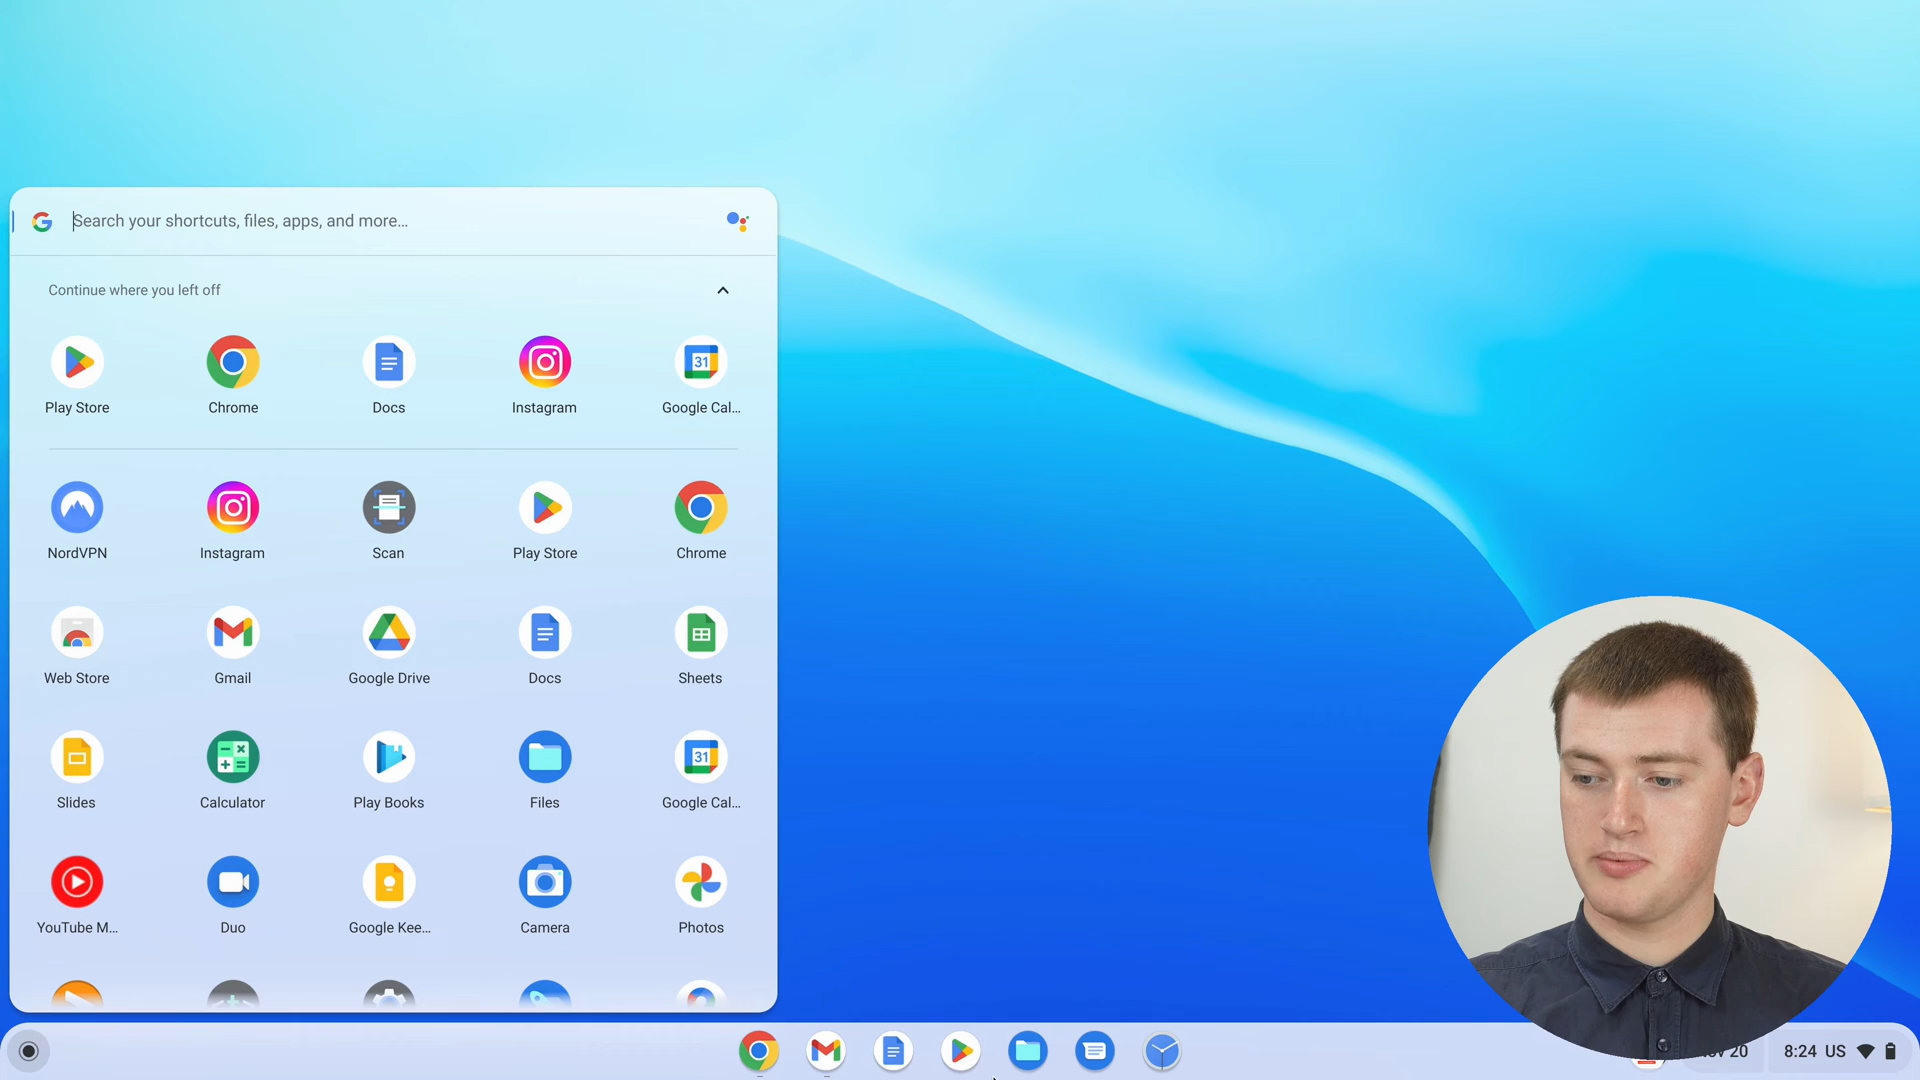 Search your shortcuts, files, apps, and more...
Continue where you left off
Play Store
Chrome
Docs
Instagram
31
Google Cal...
NordVPN
Instagram
Scan
Play Store
Chrome
Web Store
Gmail
Google Drive
Docs
Sheets
Slides
Calculator
Play Books
Files
31
Google Cal...
YouTube M...
Duo
Google Kee...
Camera
Photos
20
8:24 US